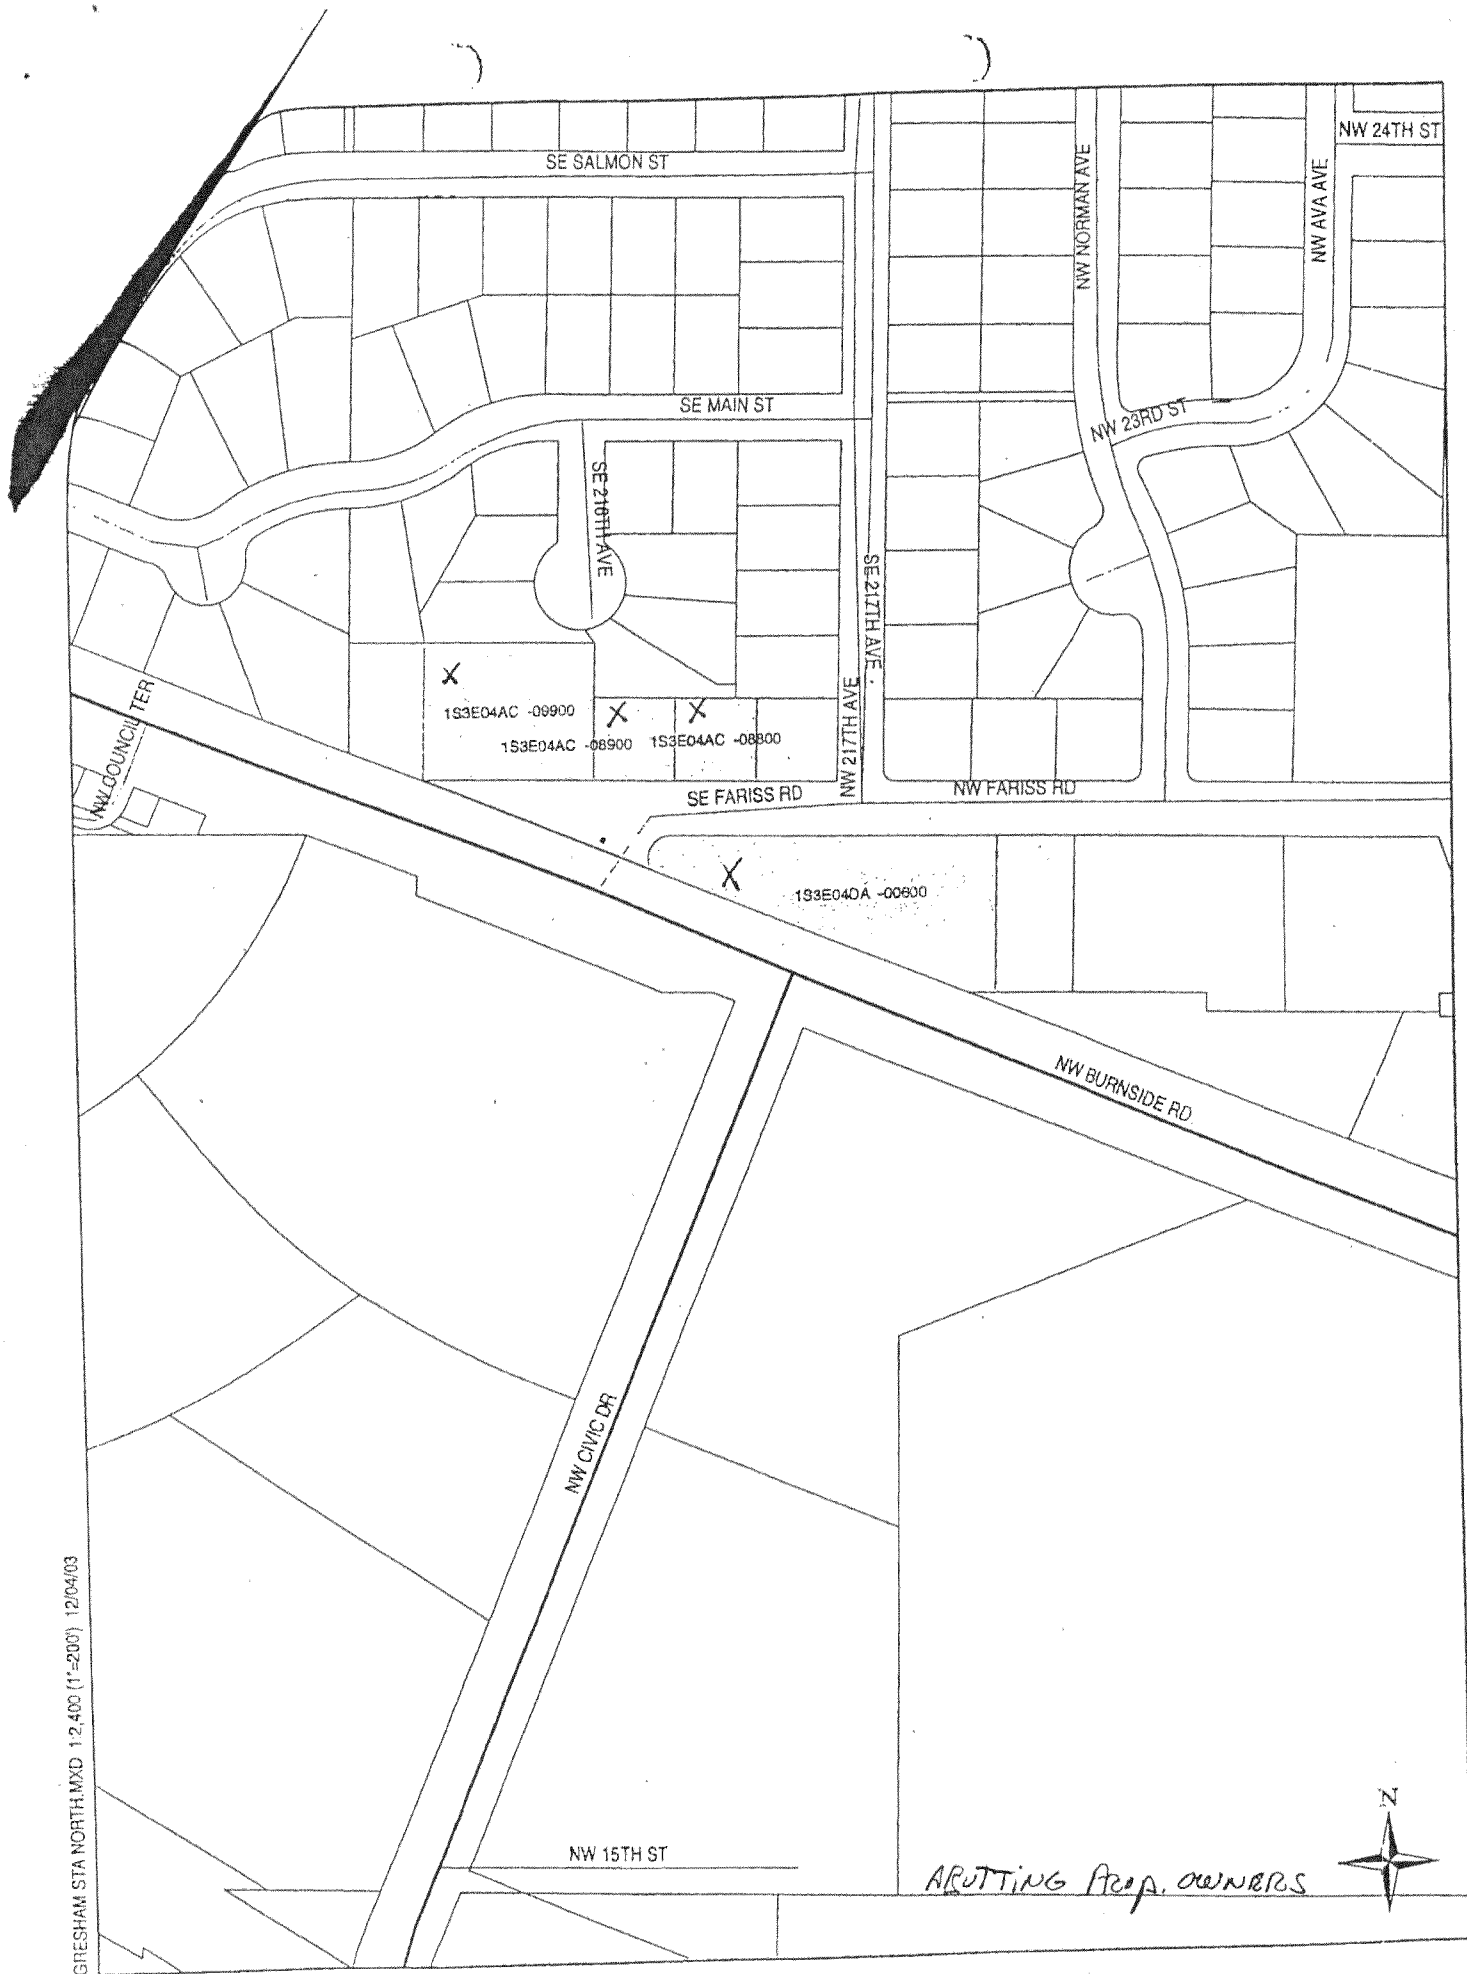 NW 24TH ST
SE SALMON ST
NW NORMAN AVE
NW AVA AVE
SE MAIN ST
NW 23RD ST
SE 218TH AVE
SE 217TH AVE
X
1S3E04AC -09900
X X
1S3E04AC -08900 1S3E04AC -08800
NW COUNCIL TER
NW 217TH AVE
SE FARISS RD
NW FARISS RD
X
1S3E04DA -00600
NW BURNSIDE RD
NW CIVIC DR
GRESHAM STA NORTH.MXD 1:2,400 (1"=200') 12/04/03
N
NW 15TH ST
ABUTTING PROP. OWNERS